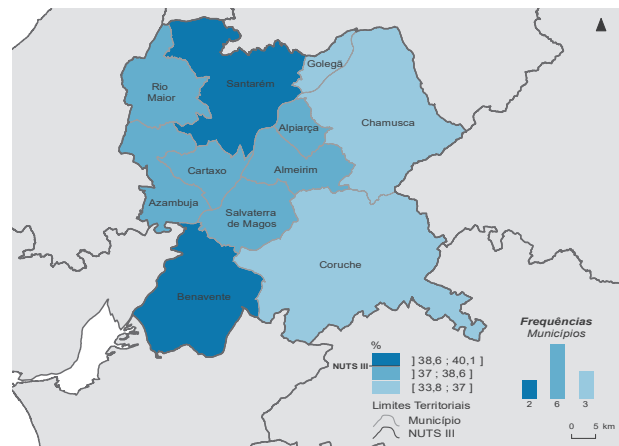 Golegã
Rio
Maior
Santarém
Alpiarça
Chamusca
Cartaxo
Almeirim
Azambuja
Salvaterra
de Magos
Coruche
Benavente
%
NUTS III
] 38,6 ; 40,1 ]
] 37 ; 38,6 ]
[ 33,8 ; 37 ]
Limites Territoriais
Município
NUTS III
Frequências
Municípios
2 6 3
0 5 km